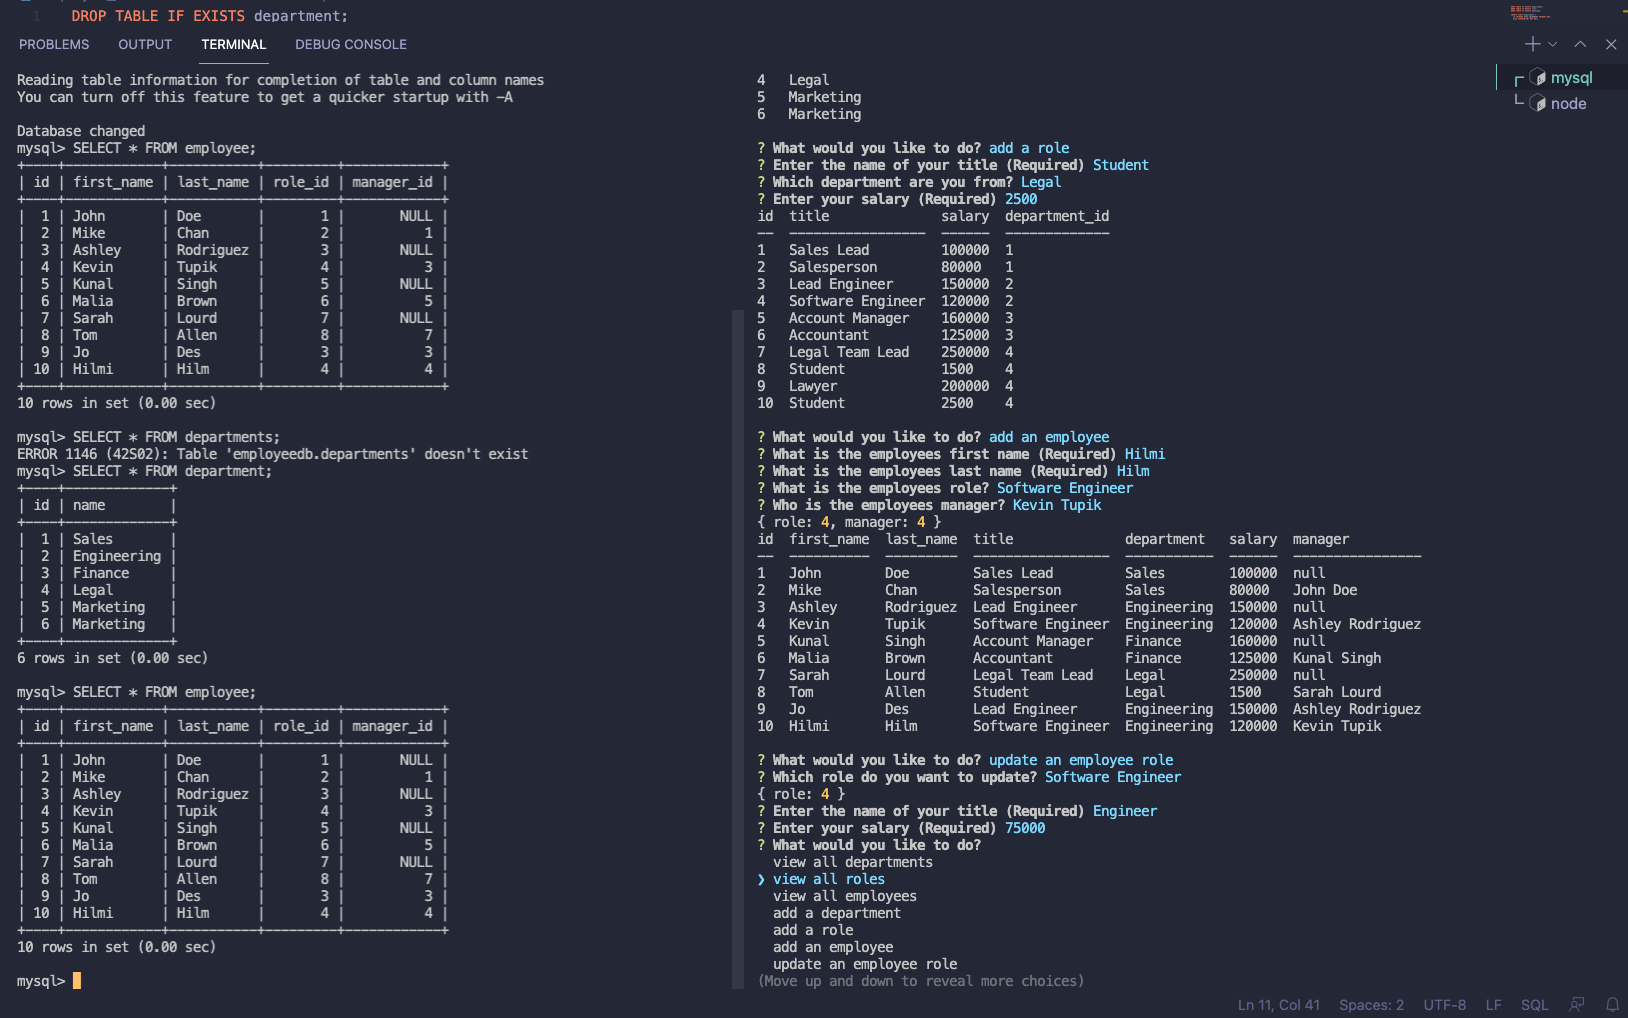 1 DROP TABLE IF EXISTS department;
PROBLEMS OUTPUT TERMINAL DEBUG CONSOLE
Reading table information for completion of table and column names
You can turn off this feature to get a quicker startup with -A

Database changed
mysql> SELECT * FROM employee;
+----+------------+-----------+---------+------------+
| id | first_name | last_name | role_id | manager_id |
+----+------------+-----------+---------+------------+
| 1 | John | Doe | 1 | NULL |
| 2 | Mike | Chan | 2 | 1 |
| 3 | Ashley | Rodriguez | 3 | NULL |
| 4 | Kevin | Tupik | 4 | 3 |
| 5 | Kunal | Singh | 5 | NULL |
| 6 | Malia | Brown | 6 | 5 |
| 7 | Sarah | Lourd | 7 | NULL |
| 8 | Tom | Allen | 8 | 7 |
| 9 | Jo | Des | 3 | 3 |
| 10 | Hilmi | Hilm | 4 | 4 |
+----+------------+-----------+---------+------------+
10 rows in set (0.00 sec)

mysql> SELECT * FROM departments;
ERROR 1146 (42S02): Table 'employeedb.departments' doesn't exist
mysql> SELECT * FROM department;
+----+-------------+
| id | name |
+----+-------------+
| 1 | Sales |
| 2 | Engineering |
| 3 | Finance |
| 4 | Legal |
| 5 | Marketing |
| 6 | Marketing |
+----+-------------+
6 rows in set (0.00 sec)

mysql> SELECT * FROM employee;
+----+------------+-----------+---------+------------+
| id | first_name | last_name | role_id | manager_id |
+----+------------+-----------+---------+------------+
| 1 | John | Doe | 1 | NULL |
| 2 | Mike | Chan | 2 | 1 |
| 3 | Ashley | Rodriguez | 3 | NULL |
| 4 | Kevin | Tupik | 4 | 3 |
| 5 | Kunal | Singh | 5 | NULL |
| 6 | Malia | Brown | 6 | 5 |
| 7 | Sarah | Lourd | 7 | NULL |
| 8 | Tom | Allen | 8 | 7 |
| 9 | Jo | Des | 3 | 3 |
| 10 | Hilmi | Hilm | 4 | 4 |
+----+------------+-----------+---------+------------+
10 rows in set (0.00 sec)

mysql>
4 Legal
5 Marketing
6 Marketing

? What would you like to do? add a role
? Enter the name of your title (Required) Student
? Which department are you from? Legal
? Enter your salary (Required) 2500
id title salary department_id
-- ----------------- ------ -------------
1 Sales Lead 100000 1
2 Salesperson 80000 1
3 Lead Engineer 150000 2
4 Software Engineer 120000 2
5 Account Manager 160000 3
6 Accountant 125000 3
7 Legal Team Lead 250000 4
8 Student 1500 4
9 Lawyer 200000 4
10 Student 2500 4

? What would you like to do? add an employee
? What is the employees first name (Required) Hilmi
? What is the employees last name (Required) Hilm
? What is the employees role? Software Engineer
? Who is the employees manager? Kevin Tupik
{ role: 4, manager: 4 }
id first_name last_name title department salary manager
-- ---------- --------- ----------------- ----------- ------ ----------------
1 John Doe Sales Lead Sales 100000 null
2 Mike Chan Salesperson Sales 80000 John Doe
3 Ashley Rodriguez Lead Engineer Engineering 150000 null
4 Kevin Tupik Software Engineer Engineering 120000 Ashley Rodriguez
5 Kunal Singh Account Manager Finance 160000 null
6 Malia Brown Accountant Finance 125000 Kunal Singh
7 Sarah Lourd Legal Team Lead Legal 250000 null
8 Tom Allen Student Legal 1500 Sarah Lourd
9 Jo Des Lead Engineer Engineering 150000 Ashley Rodriguez
10 Hilmi Hilm Software Engineer Engineering 120000 Kevin Tupik

? What would you like to do? update an employee role
? Which role do you want to update? Software Engineer
{ role: 4 }
? Enter the name of your title (Required) Engineer
? Enter your salary (Required) 75000
? What would you like to do?
view all departments
❯ view all roles
view all employees
add a department
add a role
add an employee
update an employee role
(Move up and down to reveal more choices)
mysql
node
Ln 11, Col 41 Spaces: 2 UTF-8 LF SQL